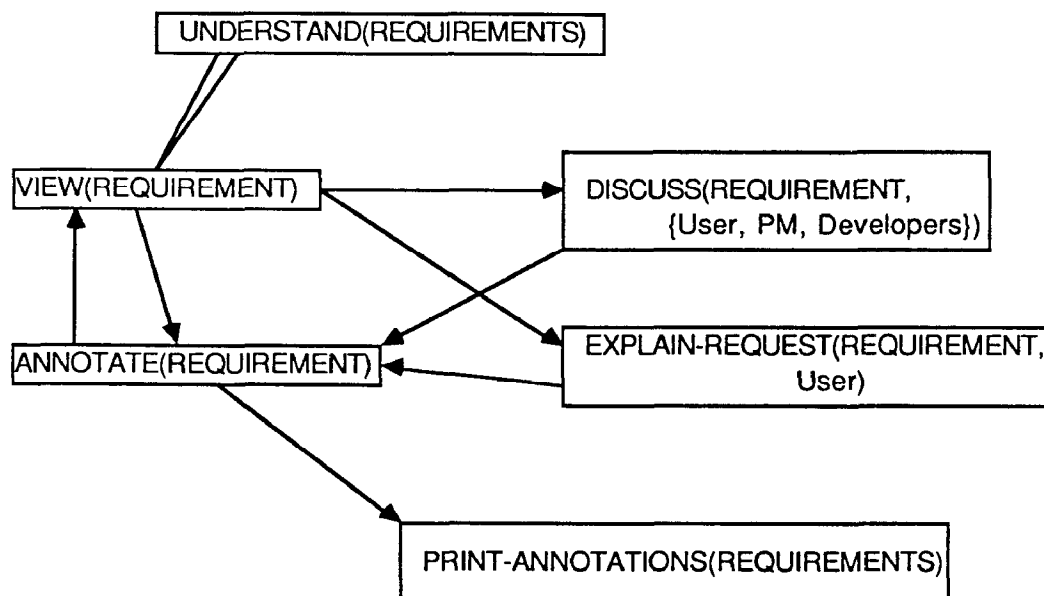 UNDERSTAND(REQUIREMENTS)
VIEW(REQUIREMENT)
DISCUSS(REQUIREMENT,
{User, PM, Developers})
ANNOTATE(REQUIREMENT)
EXPLAIN-REQUEST(REQUIREMENT,
User)
PRINT-ANNOTATIONS(REQUIREMENTS)